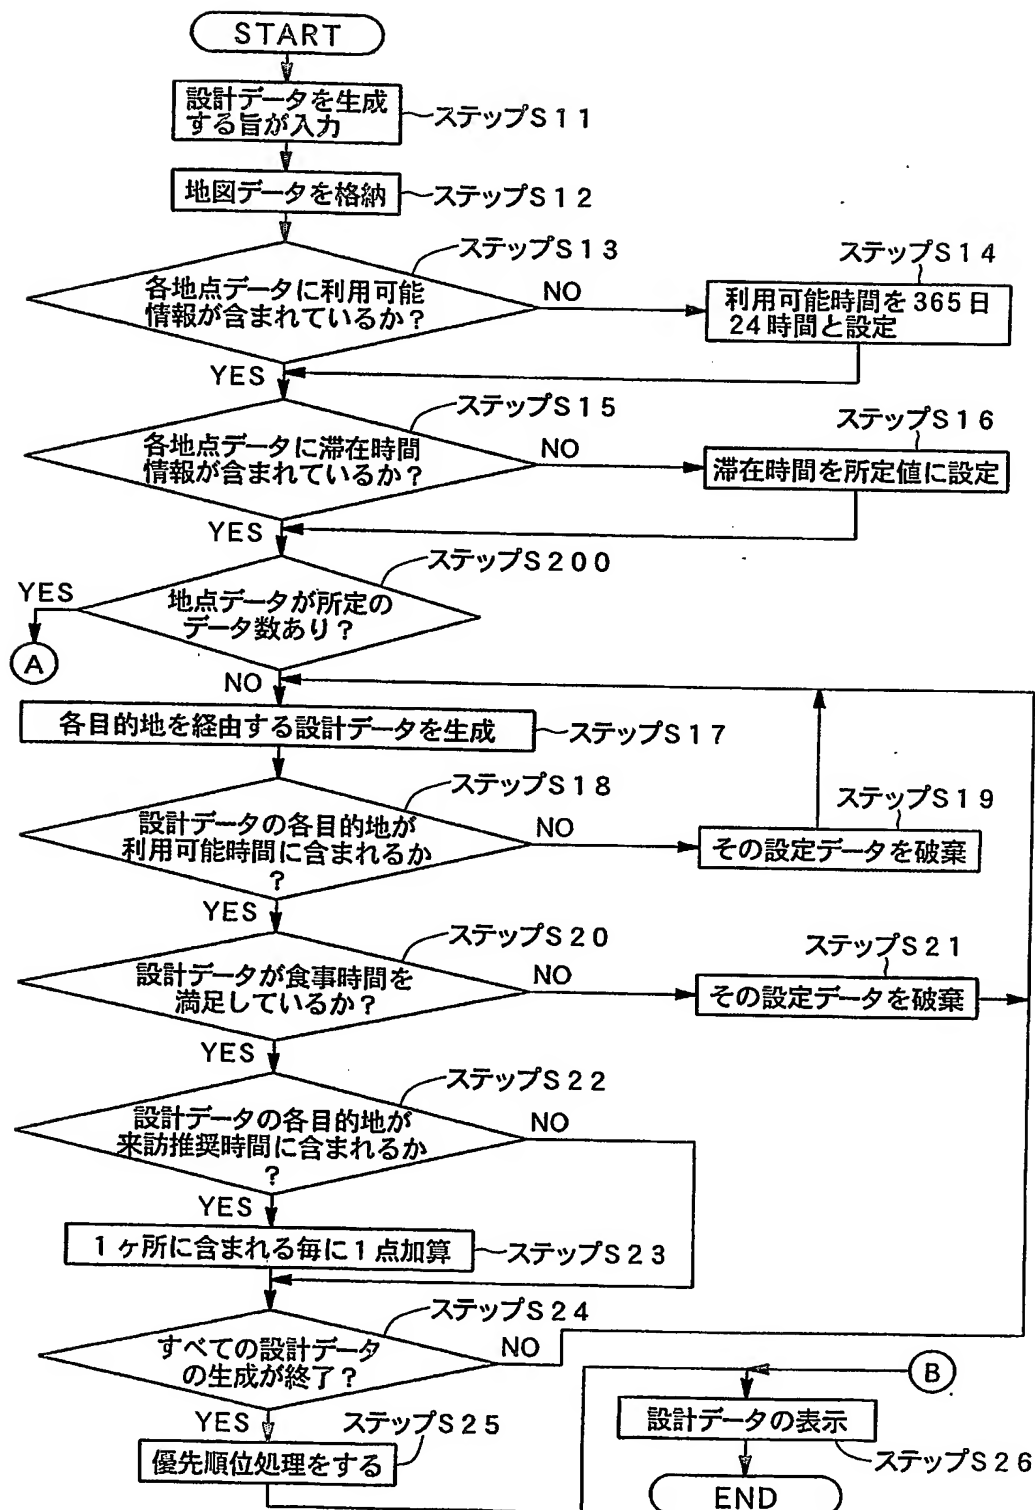 START
設計データを生成
する旨が入力
ステップS11
地図データを格納
ステップS12
ステップS13
各地点データに利用可能
情報が含まれているか？
NO
ステップS14
利用可能時間を365日
24時間と設定
YES
ステップS15
各地点データに滞在時間
情報が含まれているか？
NO
ステップS16
滞在時間を所定値に設定
YES
ステップS200
地点データが所定の
データ数あり？
YES
A
NO
各目的地を経由する設計データを生成
ステップS17
ステップS18
設計データの各目的地が
利用可能時間に含まれるか
？
NO
ステップS19
その設定データを破棄
YES
ステップS20
設計データが食事時間を
満足しているか？
NO
ステップS21
その設定データを破棄
YES
ステップS22
設計データの各目的地が
来訪推奨時間に含まれるか
？
NO
YES
1ヶ所に含まれる毎に1点加算
ステップS23
ステップS24
すべての設計データ
の生成が終了？
NO
B
YES
ステップS25
優先順位処理をする
設計データの表示
ステップS26
END